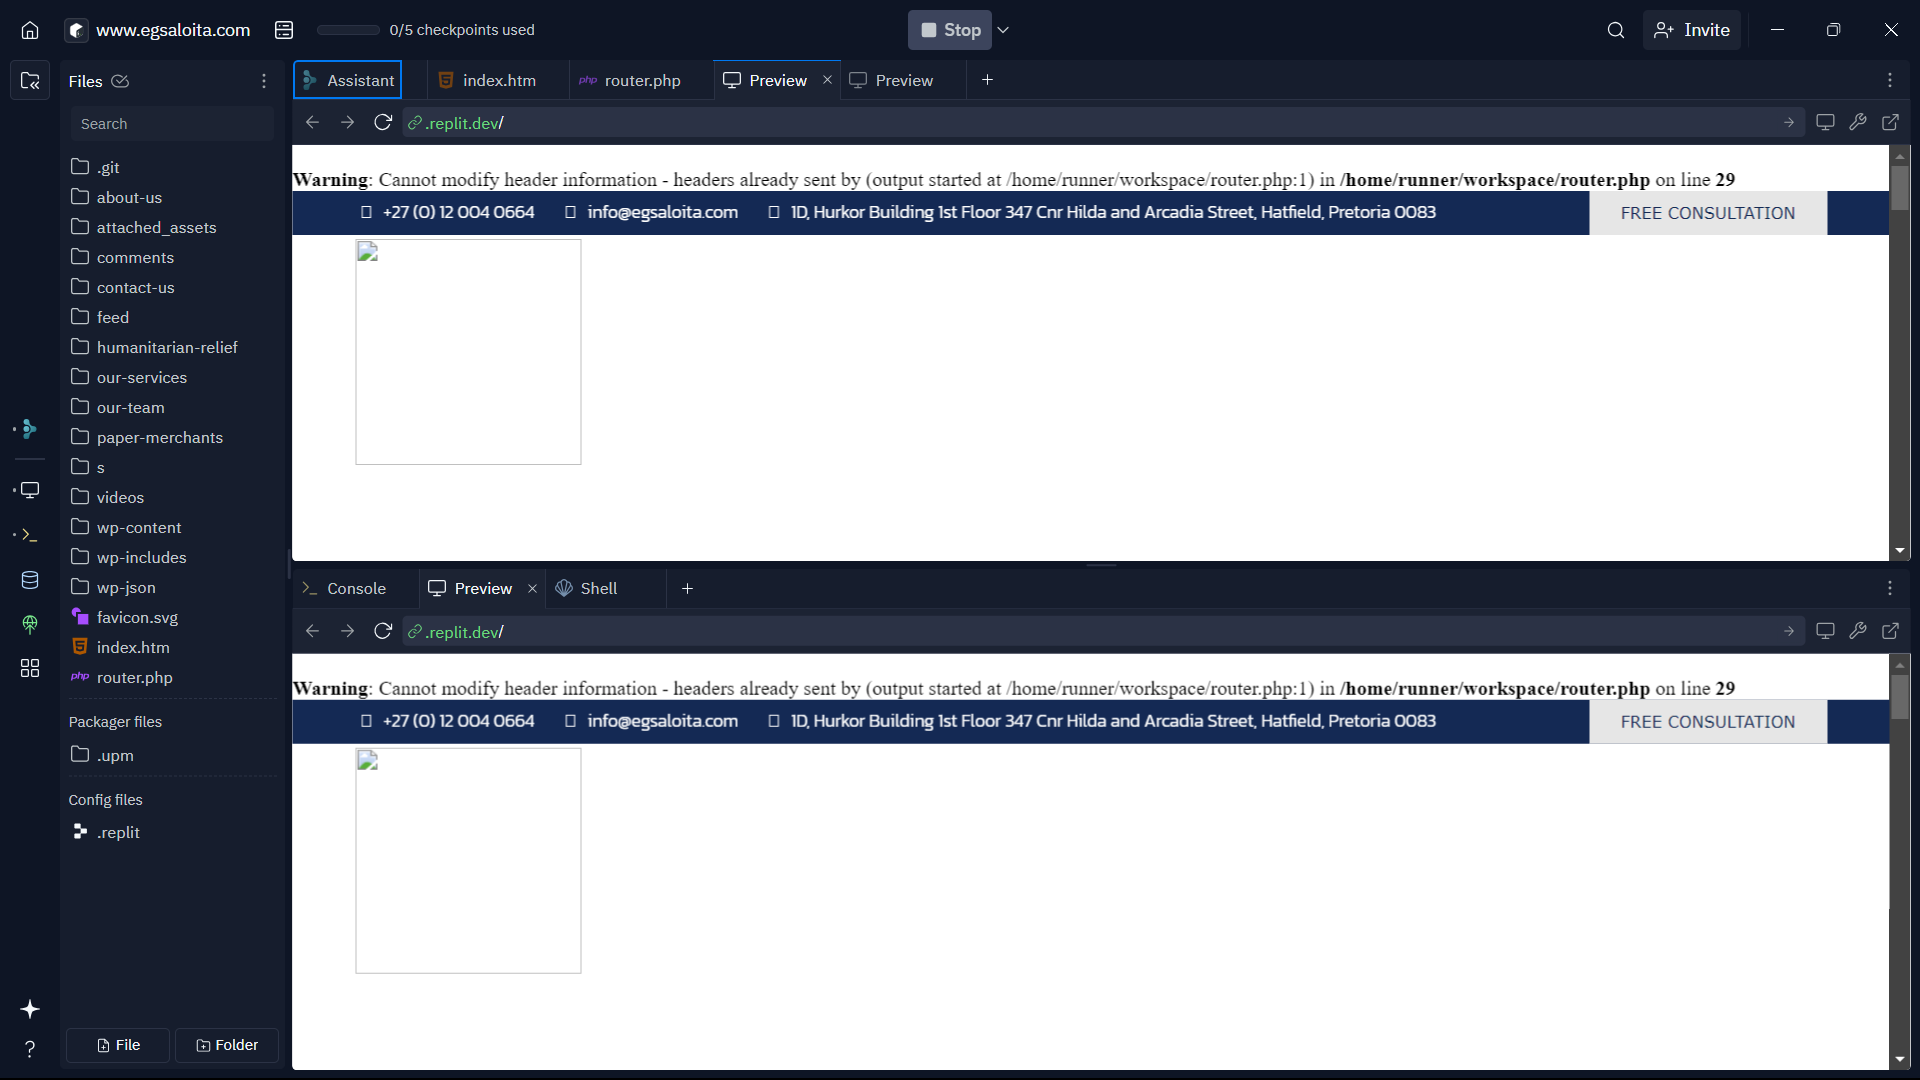 www.egsaloita.com
0/5 checkpoints used
Stop
Invite
Files
Search
.git
about-us
attached_assets
comments
contact-us
feed
humanitarian-relief
our-services
our-team
paper-merchants
s
videos
wp-content
wp-includes
wp-json
favicon.svg
index.htm
php router.php
Packager files
.upm
Config files
.replit
File
Folder
Assistant
index.htm
php router.php
Preview
Preview
.replit.dev/
Warning: Cannot modify header information - headers already sent by (output started at /home/runner/workspace/router.php:1) in /home/runner/workspace/router.php on line 29
+27 (0) 12 004 0664 info@egsaloita.com 1D, Hurkor Building 1st Floor 347 Cnr Hilda and Arcadia Street, Hatfield, Pretoria 0083 FREE CONSULTATION
Console
Preview
Shell
.replit.dev/
Warning: Cannot modify header information - headers already sent by (output started at /home/runner/workspace/router.php:1) in /home/runner/workspace/router.php on line 29
+27 (0) 12 004 0664 info@egsaloita.com 1D, Hurkor Building 1st Floor 347 Cnr Hilda and Arcadia Street, Hatfield, Pretoria 0083 FREE CONSULTATION